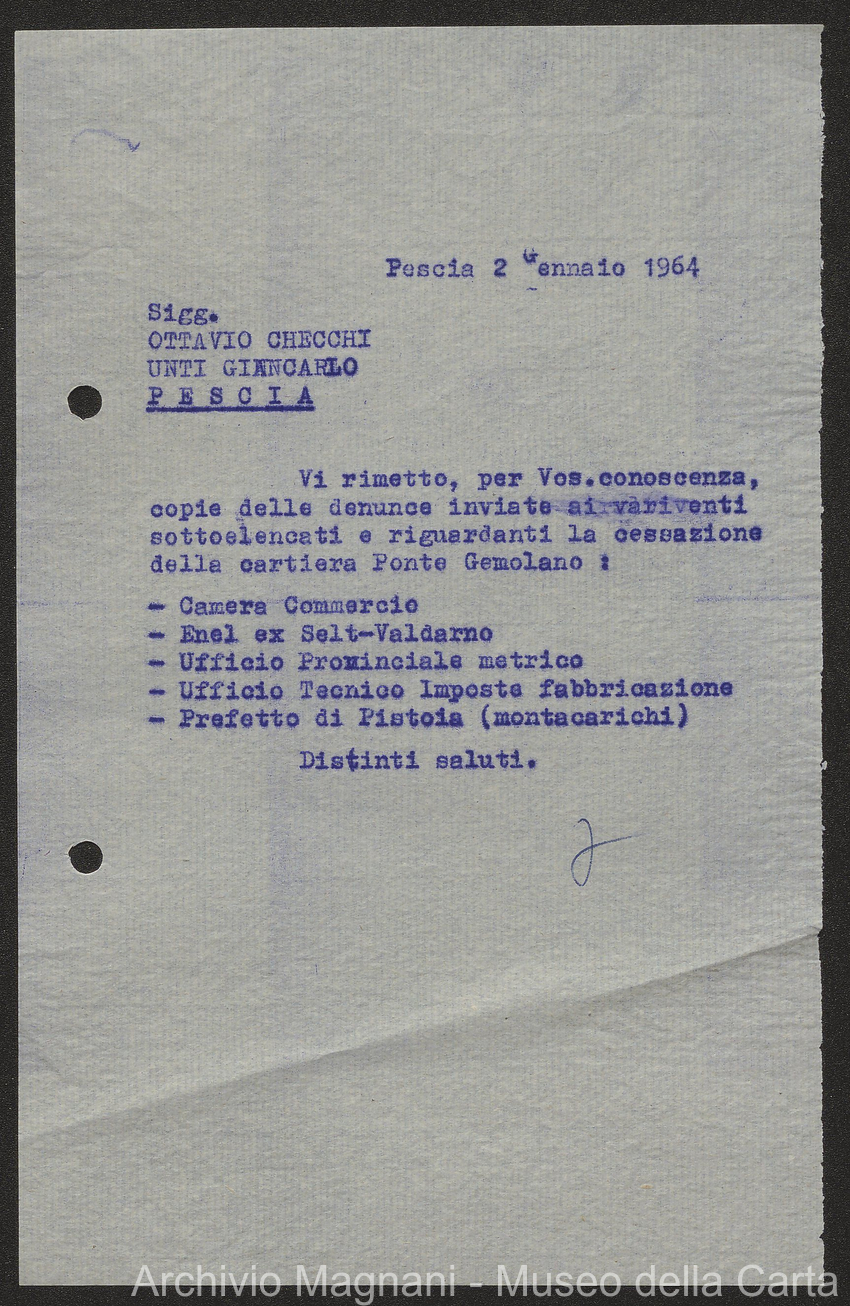 Pescia 2 Gennaio 1964
Sigg.
OTTAVIO CHECCHI
UNTI GIANCARLO
P E S C I A
Vi rimetto, per Vos.conoscenza,
copie delle denunce inviate ai vari enti
sottoelencati e riguardanti la cessazione
della cartiera Ponte Gemolano :
- Camera Commercio
- Enel ex Selt-Valdarno
- Ufficio Provinciale metrico
- Ufficio Tecnico Imposte fabbricazione
- Prefetto di Pistoia (montacarichi)
Distinti saluti.
Archivio Magnani - Museo della Carta